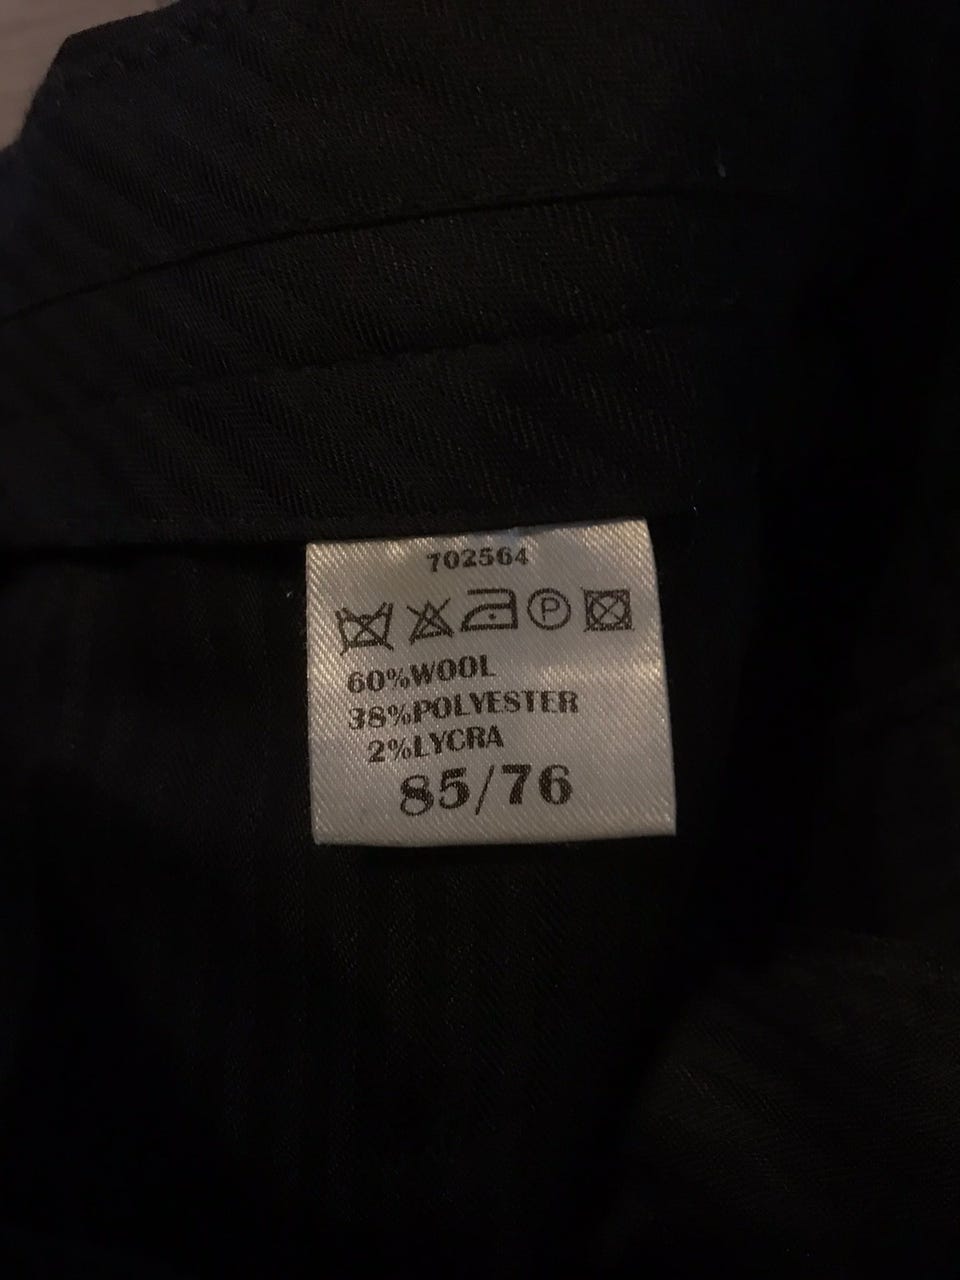 702564
P
60%WOOL
38%POLYESTER
2%LYCRA
85/76